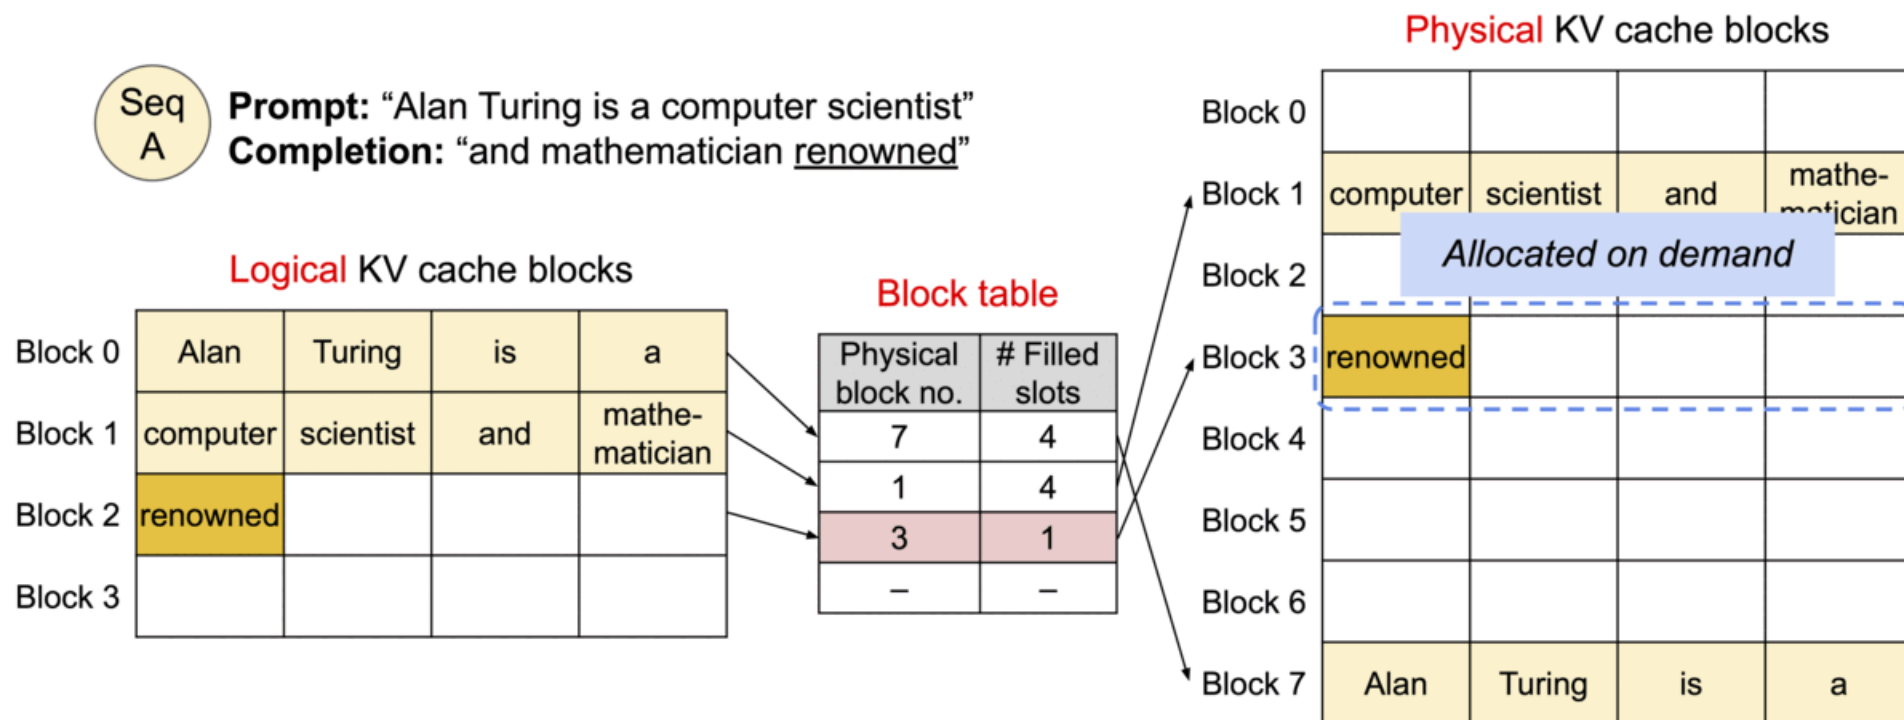 Physical KV cache blocks
Seq
A
Prompt: “Alan Turing is a computer scientist”
Completion: “and mathematician renowned”
Logical KV cache blocks
Block 0 Alan Turing is a
Block 1 computer scientist and mathe-
matician
Block 2 renowned
Block 3
Block table
Physical
block no.
# Filled
slots
7 4
1 4
3 1
– –
Block 0
Block 1 computer scientist and mathe-
matician
Allocated on demand
Block 2
Block 3 renowned
Block 4
Block 5
Block 6
Block 7 Alan Turing is a